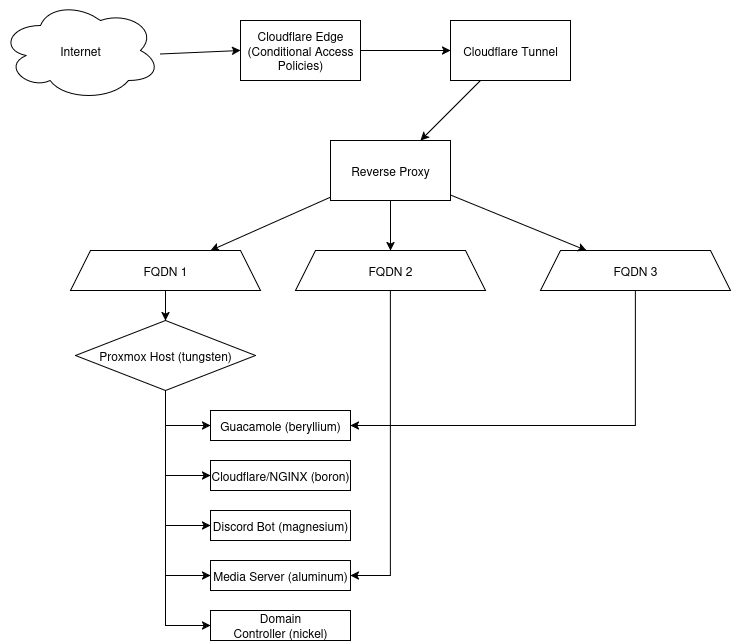 Internet
Cloudflare Edge
(Conditional Access
Policies)
Cloudflare Tunnel
Reverse Proxy
FQDN 1
FQDN 2
FQDN 3
Proxmox Host (tungsten)
Guacamole (beryllium)
Cloudflare/NGINX (boron)
Discord Bot (magnesium)
Media Server (aluminum)
Domain
Controller (nickel)